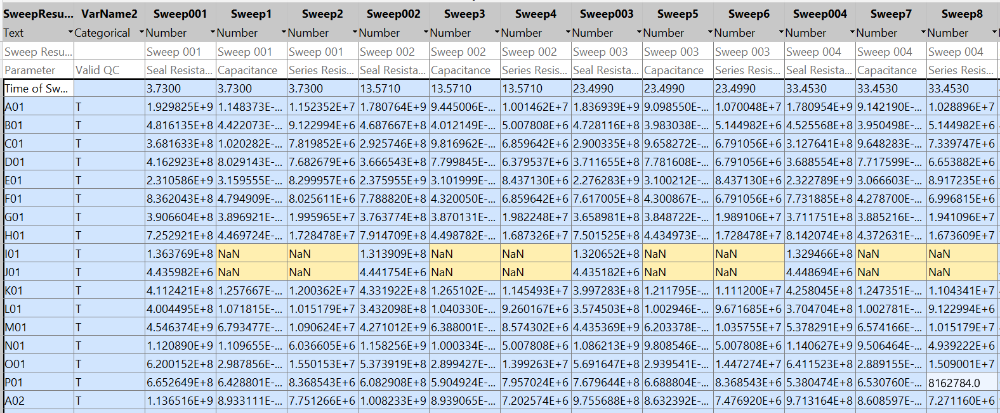 SweepResu... VarName2 Sweep001 Sweep1 Sweep2 Sweep002 Sweep3 Sweep4 Sweep003 Sweep5 Sweep6 Sweep004 Sweep7 Sweep8
Text Categorical Number Number Number Number Number Number Number Number Number Number Number Number
Sweep Resu... Sweep 001 Sweep 001 Sweep 001 Sweep 002 Sweep 002 Sweep 002 Sweep 003 Sweep 003 Sweep 003 Sweep 004 Sweep 004 Sweep 004
Parameter Valid QC Seal Resista... Capacitance Series Resis... Seal Resista... Capacitance Series Resis... Seal Resista... Capacitance Series Resis... Seal Resista... Capacitance Series Resis...
Time of Sw... 3.7300 3.7300 3.7300 13.5710 13.5710 13.5710 23.4990 23.4990 23.4990 33.4530 33.4530 33.4530
A01 T 1.929825E+9 1.148373E-... 1.152352E+7 1.780764E+9 9.445006E-... 1.001462E+7 1.836939E+9 9.098550E-... 1.070048E+7 1.780954E+9 9.142190E-... 1.028896E+7
B01 T 4.816135E+8 4.422073E-... 9.122994E+6 4.687667E+8 4.012149E-... 5.007808E+6 4.728116E+8 3.983038E-... 5.144982E+6 4.525568E+8 3.950498E-... 5.144982E+6
C01 T 3.681633E+8 1.020282E-... 7.819852E+6 2.925746E+8 9.816962E-... 6.859642E+6 2.900335E+8 9.658272E-... 6.791056E+6 3.127641E+8 9.648283E-... 7.339747E+6
D01 T 4.162923E+8 8.029143E-... 7.682679E+6 3.666543E+8 7.799845E-... 6.379537E+6 3.711655E+8 7.781608E-... 6.791056E+6 3.688554E+8 7.717599E-... 6.653882E+6
E01 T 2.310586E+9 3.159555E-... 8.299957E+6 2.375955E+9 3.101999E-... 8.437130E+6 2.276283E+9 3.100212E-... 8.437130E+6 2.322789E+9 3.066603E-... 8.917235E+6
F01 T 8.362043E+8 4.794909E-... 8.025611E+6 7.788820E+8 4.320050E-... 6.859642E+6 7.617005E+8 4.300867E-... 6.791056E+6 7.731885E+8 4.278700E-... 6.996815E+6
G01 T 3.906604E+8 3.896921E-... 1.995965E+7 3.763774E+8 3.870131E-... 1.982248E+7 3.658981E+8 3.848722E-... 1.989106E+7 3.711751E+8 3.885216E-... 1.941096E+7
H01 T 7.252921E+8 4.469724E-... 1.728478E+7 7.914709E+8 4.498782E-... 1.687326E+7 7.501525E+8 4.434973E-... 1.728478E+7 8.142074E+8 4.372631E-... 1.673609E+7
I01 T 1.363769E+8 NaN NaN 1.313909E+8 NaN NaN 1.320652E+8 NaN NaN 1.329466E+8 NaN NaN
J01 T 4.435982E+6 NaN NaN 4.441754E+6 NaN NaN 4.435182E+6 NaN NaN 4.448694E+6 NaN NaN
K01 T 4.112421E+8 1.257667E-... 1.200362E+7 4.331922E+8 1.265102E-... 1.145493E+7 3.997283E+8 1.211795E-... 1.111200E+7 4.258045E+8 1.247351E-... 1.104341E+7
L01 T 4.004495E+8 1.071815E-... 1.015179E+7 3.432098E+8 1.040330E-... 9.260167E+6 3.574503E+8 1.002946E-... 9.671685E+6 3.704704E+8 1.002781E-... 9.122994E+6
M01 T 4.546374E+9 6.793477E-... 1.090624E+7 4.271012E+9 6.388001E-... 8.574302E+6 4.435369E+9 6.203378E-... 1.035755E+7 5.378291E+9 6.574166E-... 1.015179E+7
N01 T 1.120890E+9 1.109655E-... 6.036605E+6 1.158256E+9 1.000334E-... 5.007808E+6 1.086213E+9 9.808546E-... 5.007808E+6 1.140627E+9 9.506464E-... 4.939222E+6
O01 T 6.200152E+8 2.987856E-... 1.550153E+7 5.373919E+8 2.899427E-... 1.399263E+7 5.691647E+8 2.939541E-... 1.447274E+7 6.411523E+8 2.889155E-... 1.509001E+7
P01 T 6.652649E+8 6.428801E-... 8.368543E+6 6.082908E+8 5.904924E-... 7.957024E+6 7.679644E+8 6.688804E-... 8.368543E+6 5.380474E+8 6.530760E-... 8162784.0
A02 T 1.136516E+9 8.933111E-... 7.751266E+6 1.008233E+9 8.939065E-... 7.202574E+6 9.755688E+8 8.632392E-... 7.476920E+6 9.713164E+8 8.608597E-... 7.271160E+6